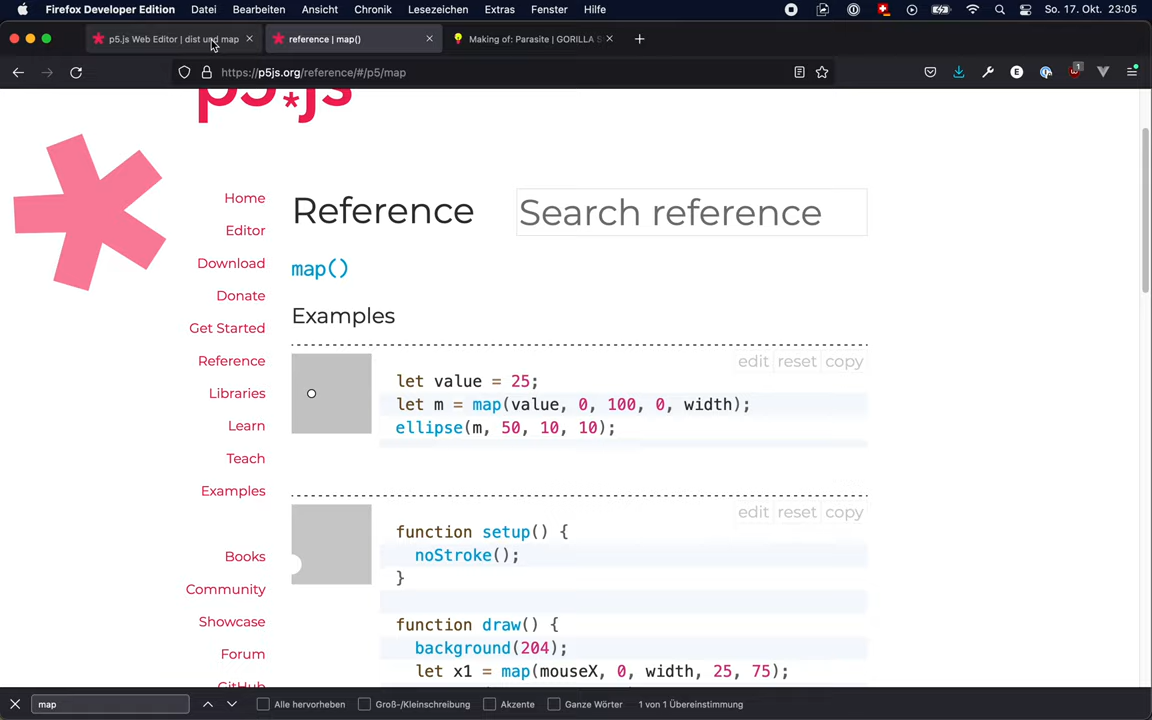 Firefox Developer Edition Datei Bearbeiten Ansicht Chronik Lesezeichen Extras Fenster Hilfe So. 17. Okt. 23:05
p5.js Web Editor | dist und map reference | map() Making of: Parasite | GORILLA S
https://p5js.org/reference/#/p5/map E 1
p5*js
Home
Editor
Download
Donate
Get Started
Reference
Libraries
Learn
Teach
Examples
Books
Community
Showcase
Forum
GitHub
Reference Search reference
map()
Examples
edit reset copy
let value = 25;
let m = map(value, 0, 100, 0, width);
ellipse(m, 50, 10, 10);
edit reset copy
function setup() {
noStroke();
}
function draw() {
background(204);
let x1 = map(mouseX, 0, width, 25, 75);
map Alle hervorheben Groß-/Kleinschreibung Akzente Ganze Wörter 1 von 1 Übereinstimmung